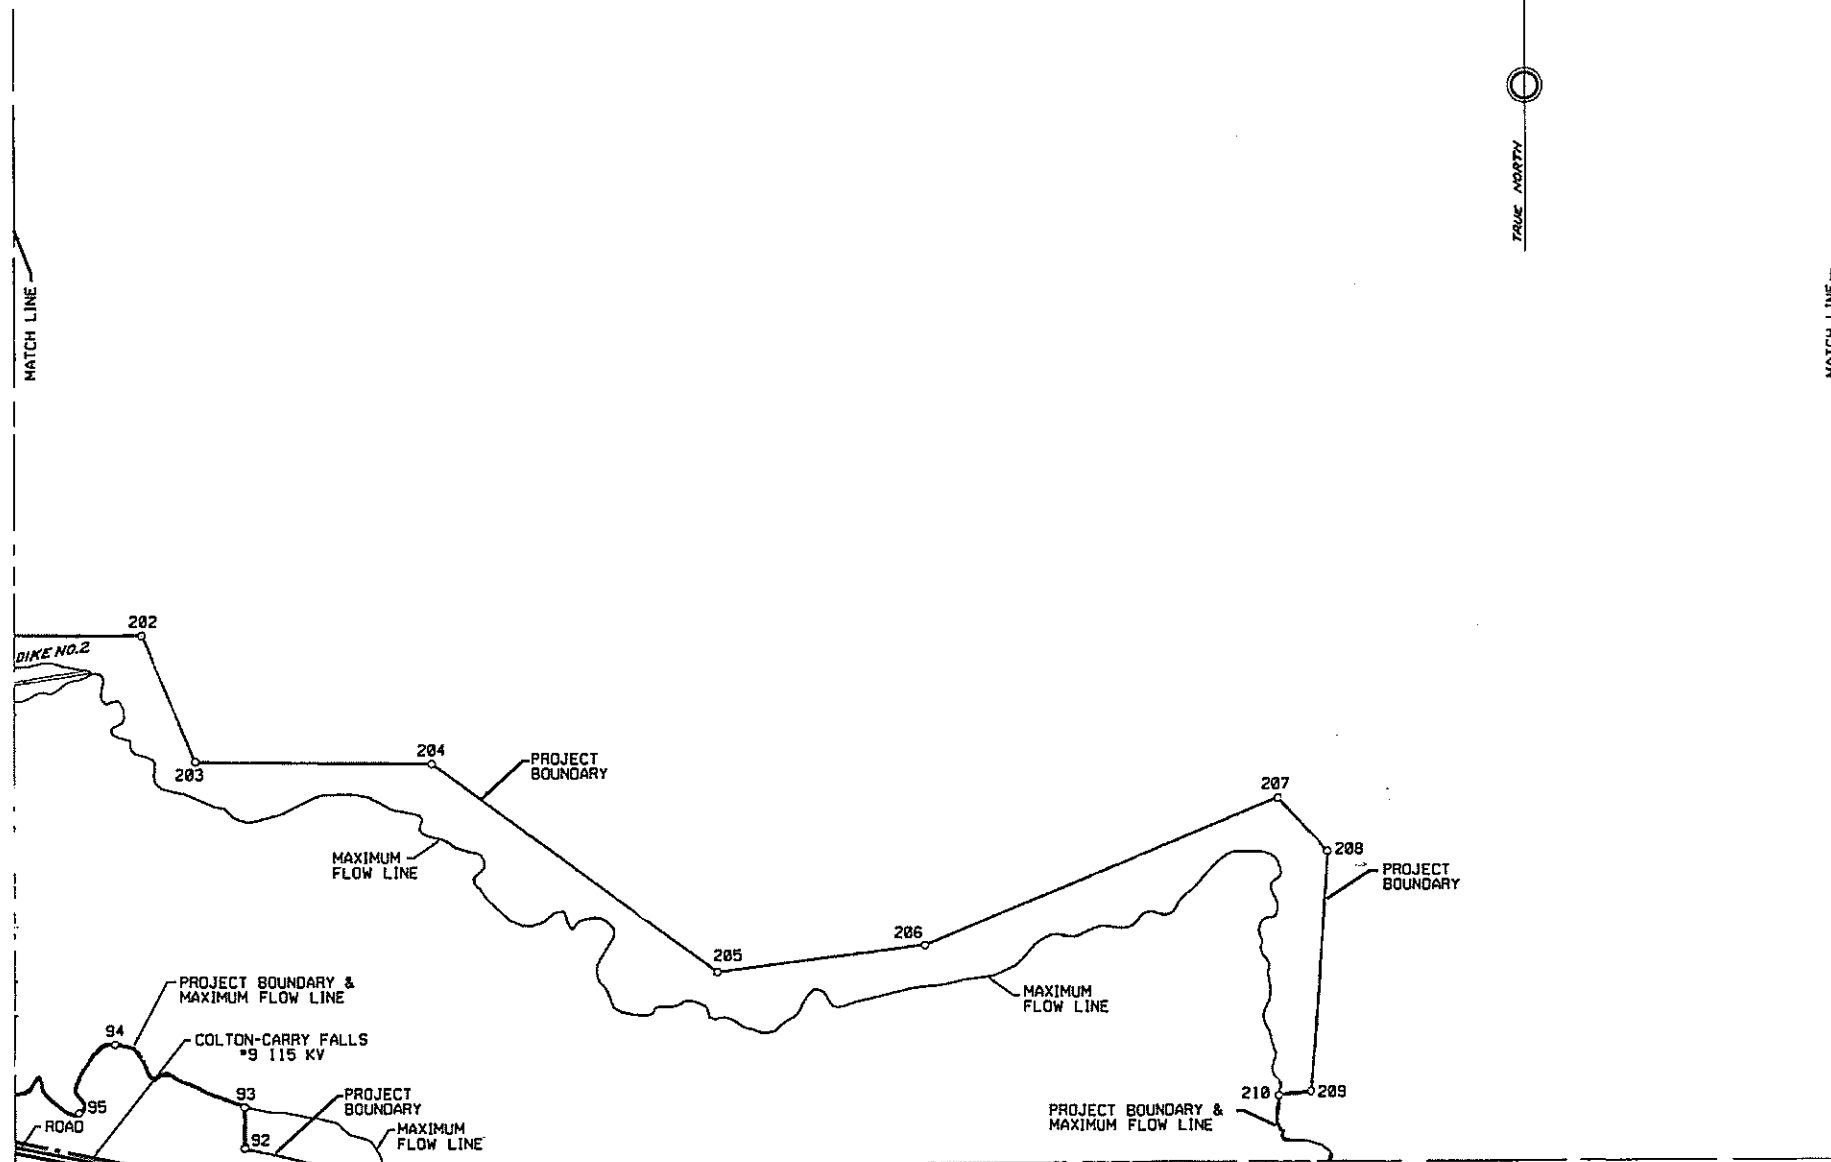 TRUE NORTH
MATCH LINE
MATCH LINE
202
DIKE NO.2
203
204
PROJECT
BOUNDARY
207
208
PROJECT
BOUNDARY
MAXIMUM
FLOW LINE
206
205
PROJECT BOUNDARY &
MAXIMUM FLOW LINE
MAXIMUM
FLOW LINE
94
COLTON-CARRY FALLS
#9 115 KV
93
95
PROJECT
BOUNDARY
210
209
ROAD
92
MAXIMUM
FLOW LINE
PROJECT BOUNDARY &
MAXIMUM FLOW LINE